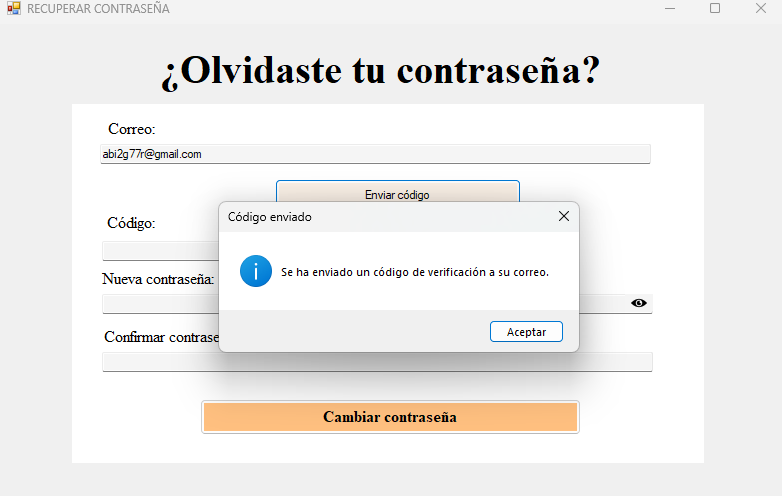 RECUPERAR CONTRASEÑA
¿Olvidaste tu contraseña?
Correo:
abi2g77r@gmail.com
Enviar código
Código enviado
Código:
Se ha enviado un código de verificación a su correo.
Nueva contraseña:
Aceptar
Confirmar contrase
Cambiar contraseña